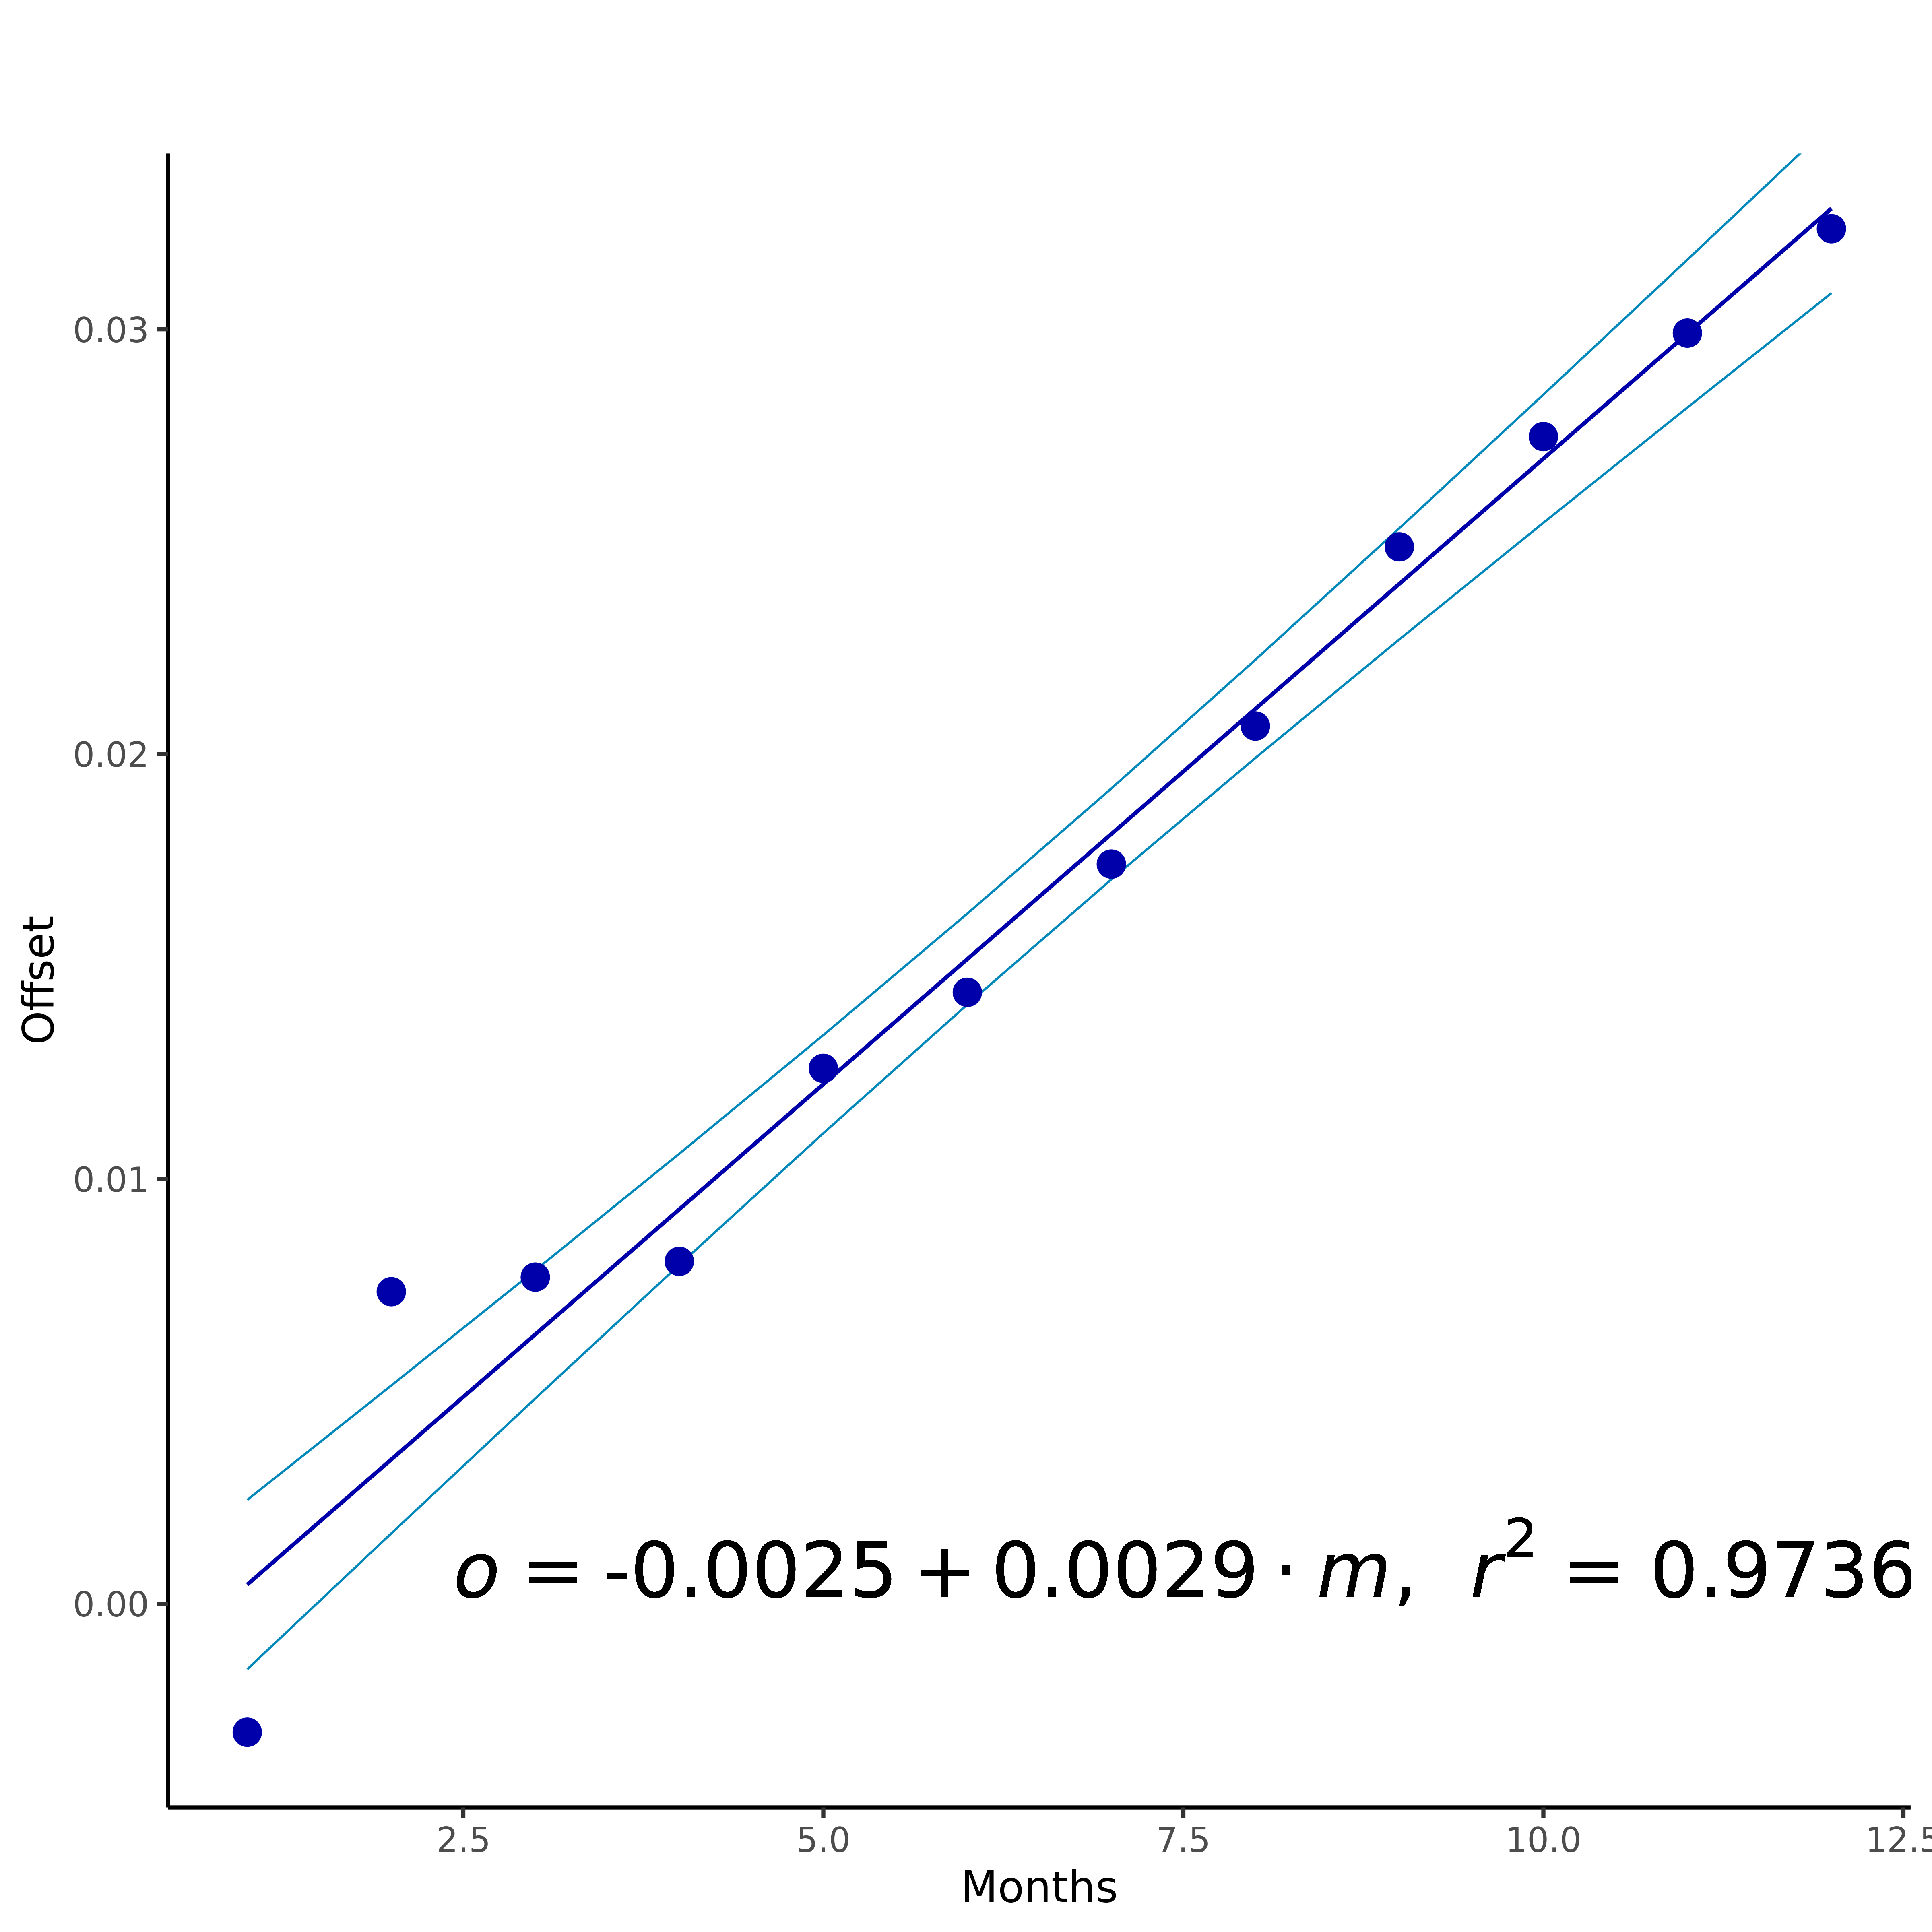 0.03
0.02
0.01
0.00
Offset
o = -0.0025 + 0.0029 · m, r² = 0.9736
2.5 5.0 7.5 10.0 12.5
Months